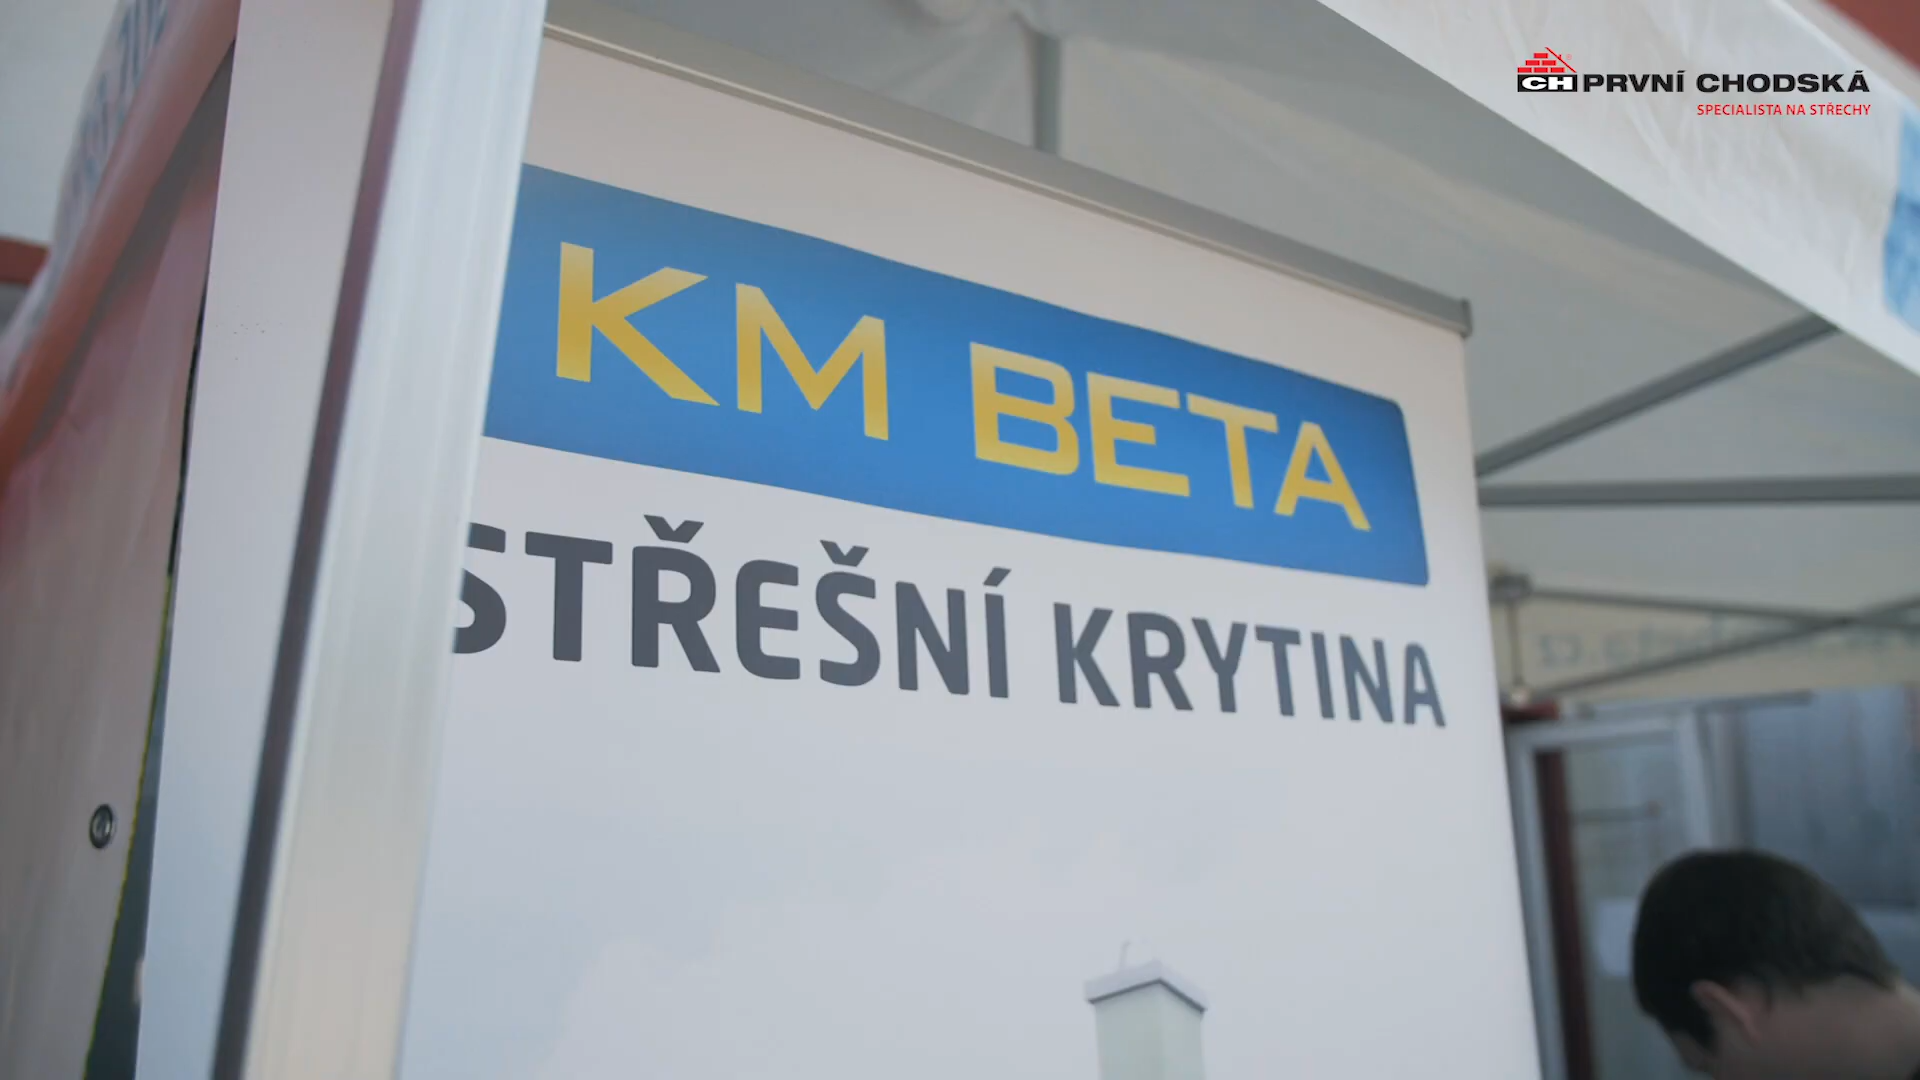 CH PRVNÍ CHODSKÁ
SPECIALISTA NA STŘECHY
KM BETA
STŘEŠNÍ KRYTINA